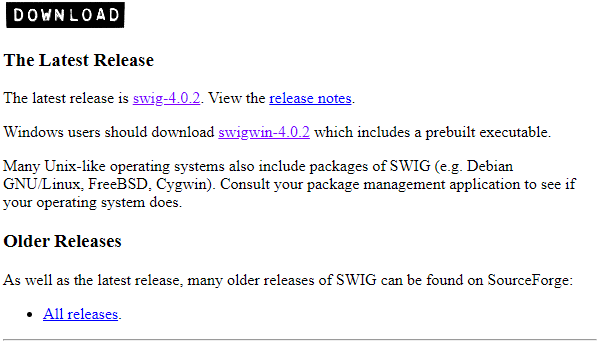 DOWNLOAD
The Latest Release
The latest release is swig-4.0.2. View the release notes.
Windows users should download swigwin-4.0.2 which includes a prebuilt executable.
Many Unix-like operating systems also include packages of SWIG (e.g. Debian
GNU/Linux, FreeBSD, Cygwin). Consult your package management application to see if
your operating system does.
Older Releases
As well as the latest release, many older releases of SWIG can be found on SourceForge:
• All releases.